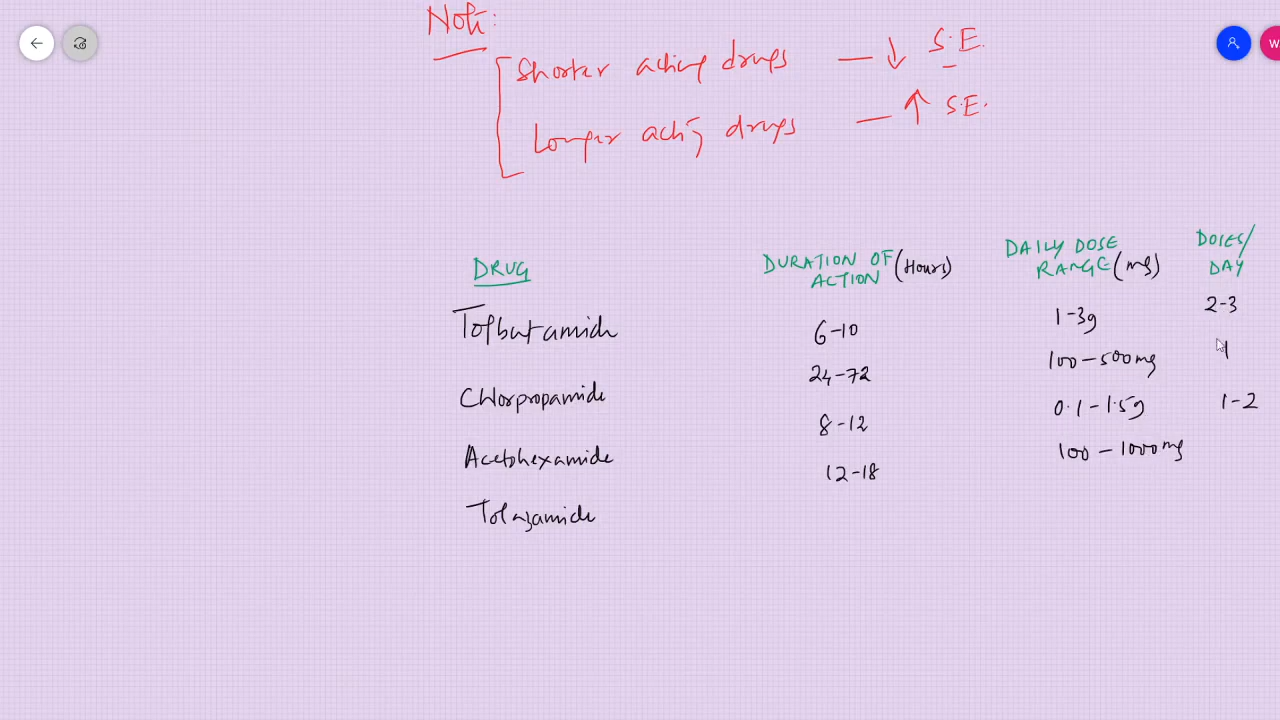 Note:
Shorter acting drugs — ↓ S.E.
Longer acting drugs — ↑ S.E.
DRUG DURATION OF ACTION (Hours) DAILY DOSE RANGE (mg) DOSES/DAY
Tolbutamide 6-10 1-3g 2-3
Chlorpropamide 24-72 100-500mg 1
Acetohexamide 8-12 0.1-1.5g 1-2
Tolazamide 12-18 100-1000mg
W